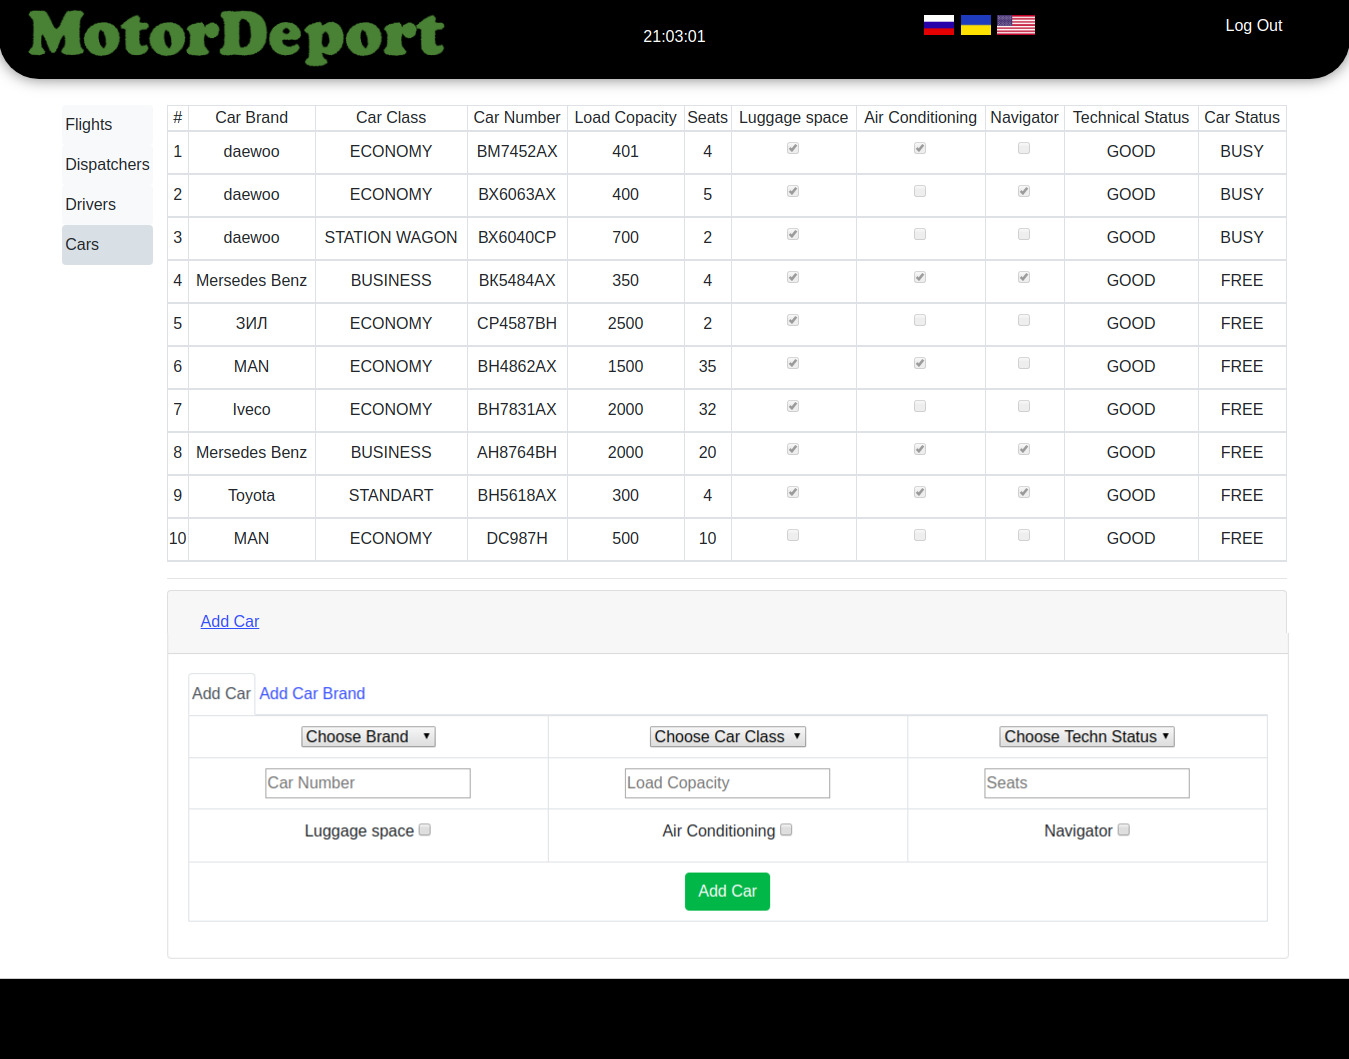 MotorDeport
21:03:01
Log Out
Flights
Dispatchers
Drivers
Cars
# Car Brand Car Class Car Number Load Copacity Seats Luggage space Air Conditioning Navigator Technical Status Car Status
1 daewoo ECONOMY BM7452AX 401 4 GOOD BUSY
2 daewoo ECONOMY BX6063AX 400 5 GOOD BUSY
3 daewoo STATION WAGON BX6040CP 700 2 GOOD BUSY
4 Mersedes Benz BUSINESS BК5484AX 350 4 GOOD FREE
5 ЗИЛ ECONOMY CP4587BH 2500 2 GOOD FREE
6 MAN ECONOMY BH4862AX 1500 35 GOOD FREE
7 Iveco ECONOMY BH7831AX 2000 32 GOOD FREE
8 Mersedes Benz BUSINESS AH8764BH 2000 20 GOOD FREE
9 Toyota STANDART BH5618AX 300 4 GOOD FREE
10 MAN ECONOMY DC987H 500 10 GOOD FREE
Add Car
Add Car Add Car Brand
Choose Brand Choose Car Class Choose Techn Status
Car Number Load Copacity Seats
Luggage space Air Conditioning Navigator
Add Car